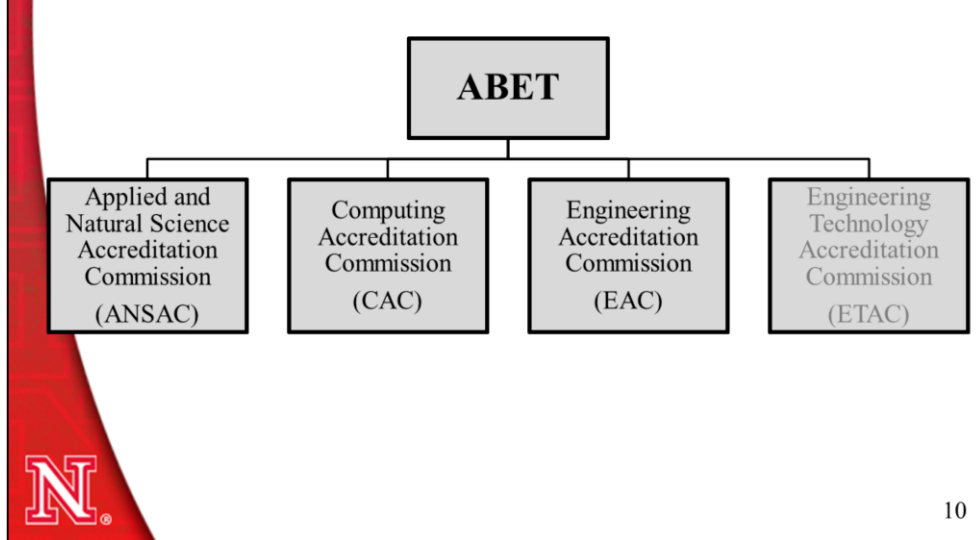 ABET
Applied and
Natural Science
Accreditation
Commission
(ANSAC)
Computing
Accreditation
Commission
(CAC)
Engineering
Accreditation
Commission
(EAC)
Engineering
Technology
Accreditation
Commission
(ETAC)
N®
10